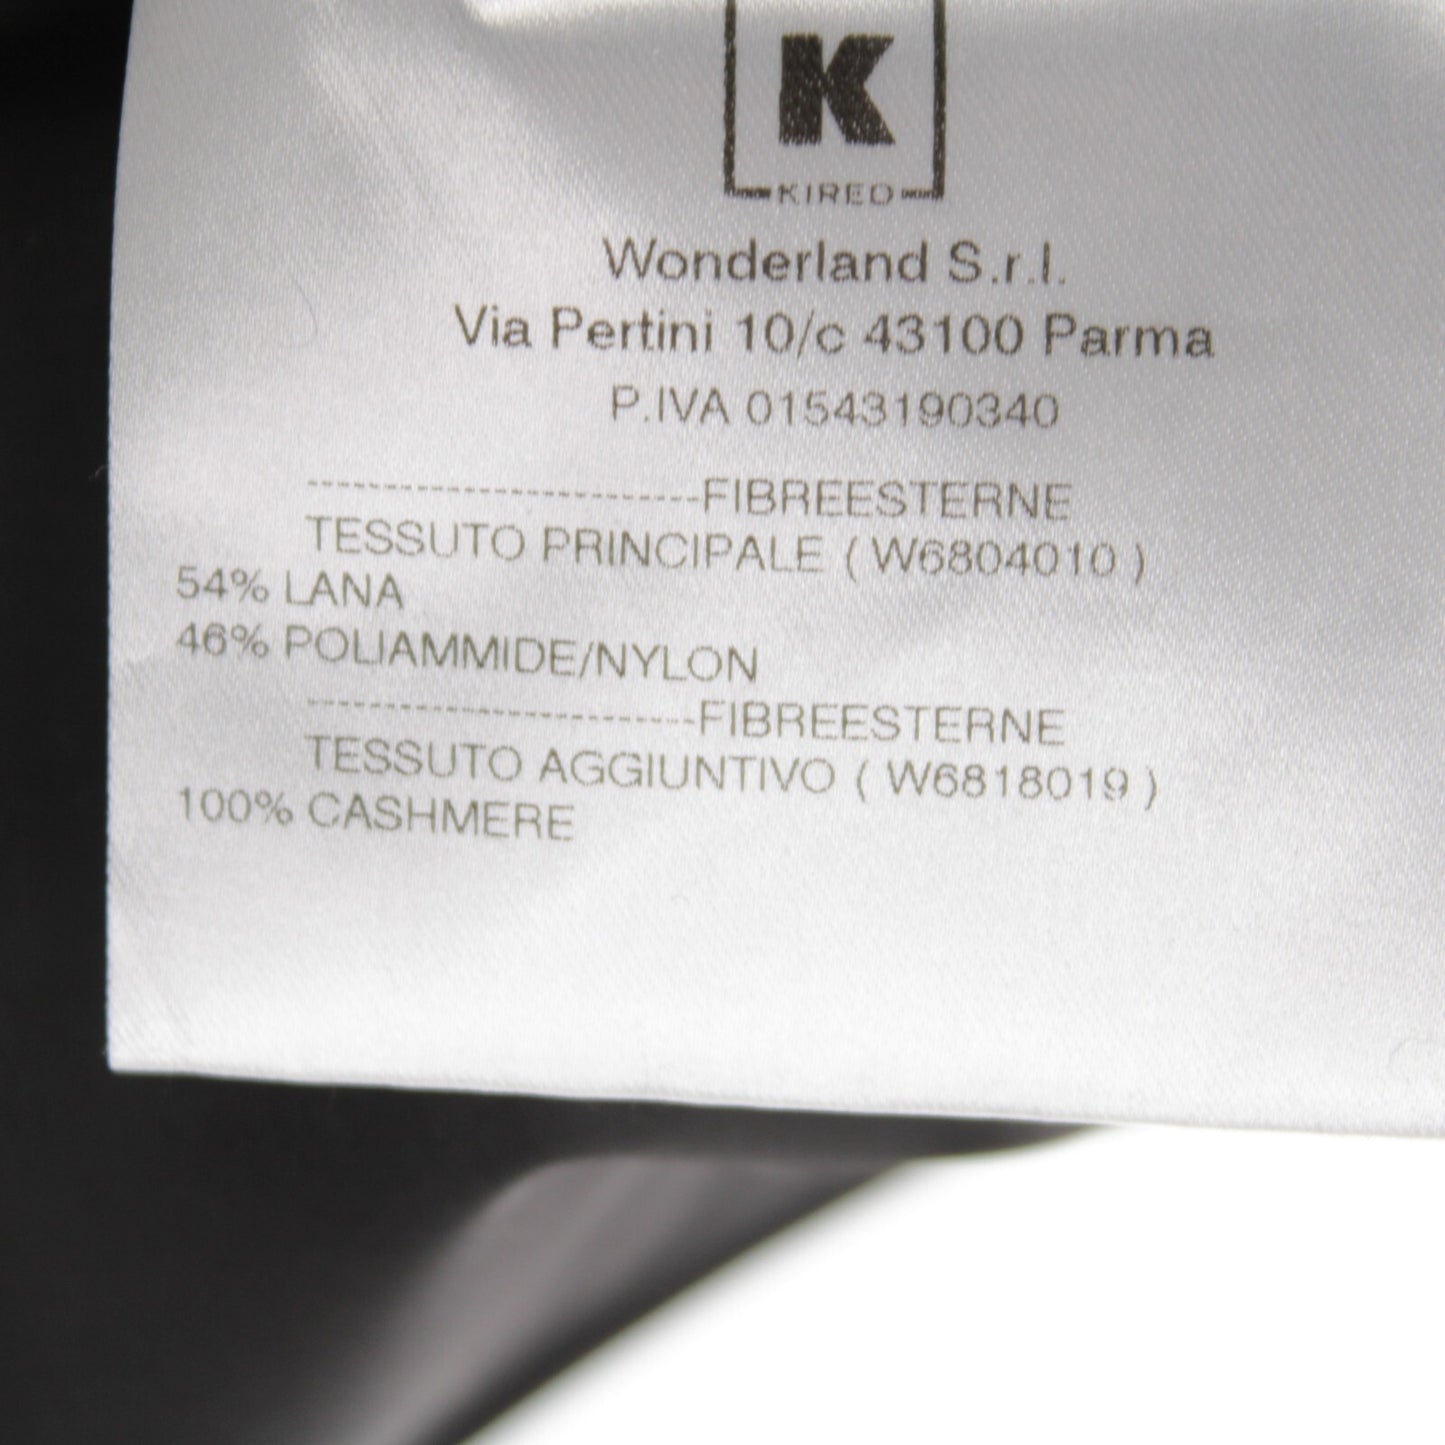 K
KIRED
Wonderland S.r.l.
Via Pertini 10/c 43100 Parma
P.IVA 01543190340
--------------------------FIBREESTERNE
TESSUTO PRINCIPALE ( W6804010 )
54% LANA
46% POLIAMMIDE/NYLON
--------------------------FIBREESTERNE
TESSUTO AGGIUNTIVO ( W6818019 )
100% CASHMERE